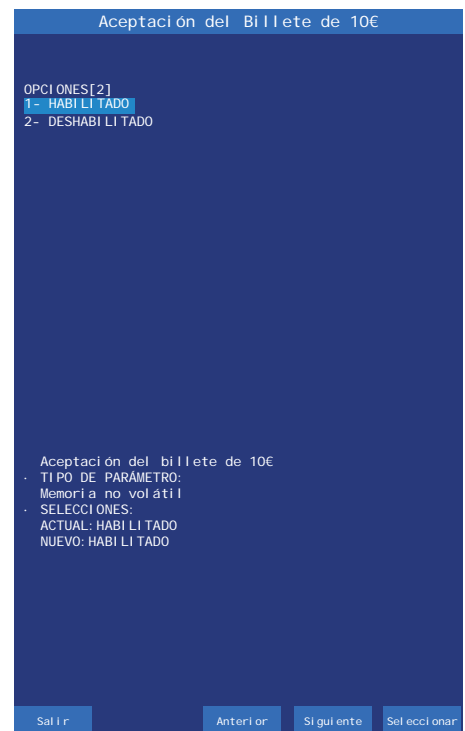 Aceptación del Billete de 10€
OPCIONES[2]
1- HABILITADO
2- DESHABILITADO
Aceptación del billete de 10€
· TIPO DE PARÁMETRO:
Memoria no volátil
· SELECCIONES:
ACTUAL: HABILITADO
NUEVO: HABILITADO
Salir Anterior Siguiente Seleccionar